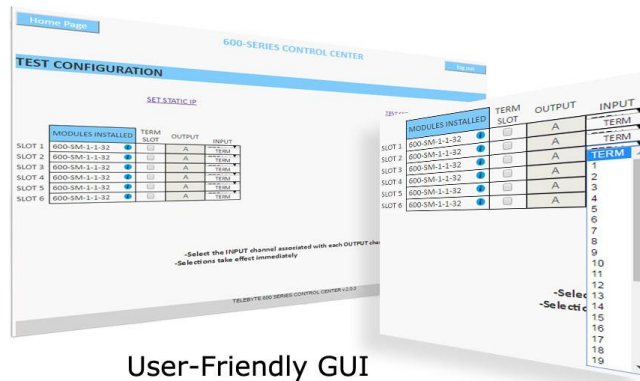 Home Page
600-SERIES CONTROL CENTER
log out
TEST CONFIGURATION
SET STATIC IP
MODULES INSTALLED TERM SLOT OUTPUT INPUT
SLOT 1 600-SM-1-1-32 A TERM
SLOT 2 600-SM-1-1-32 A TERM
SLOT 3 600-SM-1-1-32 A TERM
SLOT 4 600-SM-1-1-32 A TERM
SLOT 5 600-SM-1-1-32 A TERM
SLOT 6 600-SM-1-1-32 A TERM
-Select the INPUT channel associated with each OUTPUT cha
-Selections take effect immediately
TELEBYTE 600 SERIES CONTROL CENTER v2.0.0
MODULES INSTALLED TERM SLOT OUTPUT INPUT
SLOT 1 600-SM-1-1-32 A TERM
SLOT 2 600-SM-1-1-32 A TERM
SLOT 3 600-SM-1-1-32 A TERM
SLOT 4 600-SM-1-1-32 A 1
SLOT 5 600-SM-1-1-32 A 2
SLOT 6 600-SM-1-1-32 A 3
4
5
6
7
8
9
10
11
12
-Selec 13
-Selectio 14
15
16
17
18
19
User-Friendly GUI